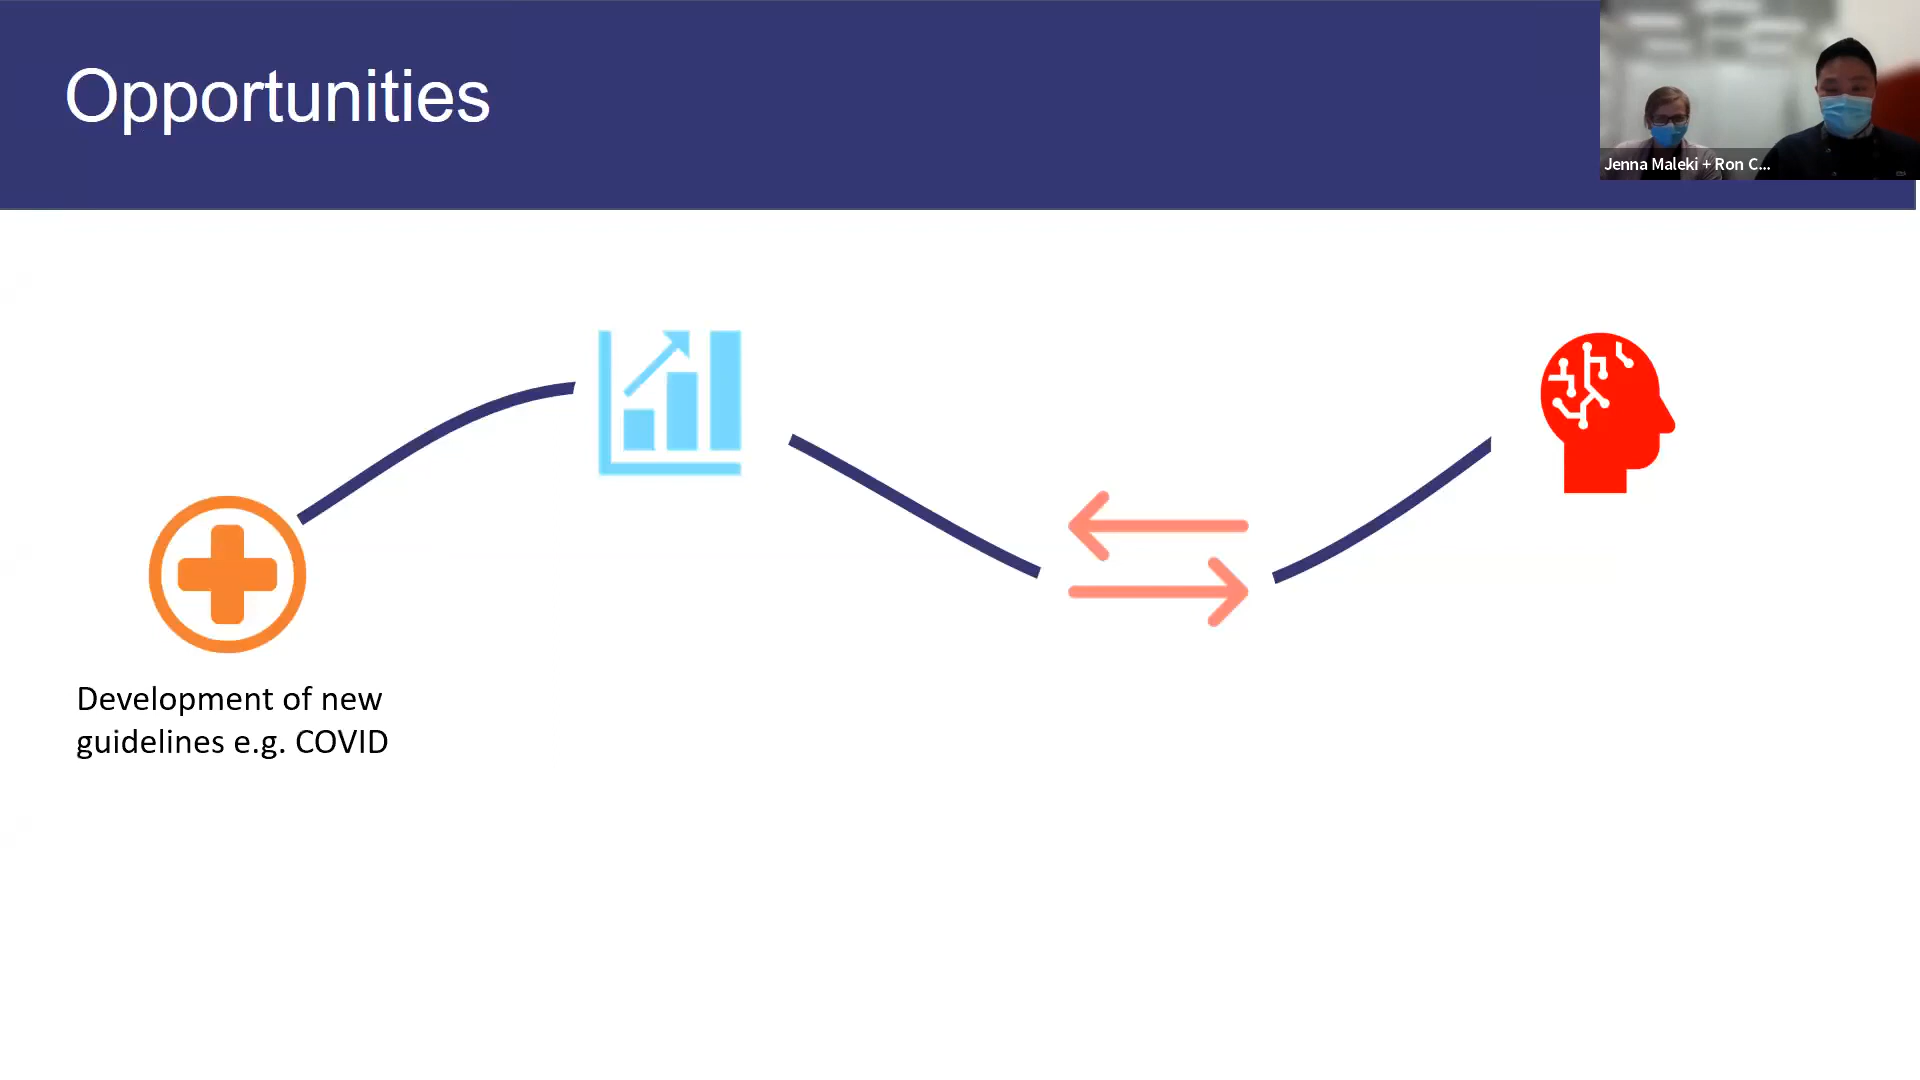 Opportunities
Jenna Maleki + Ron C...
Development of new
guidelines e.g. COVID